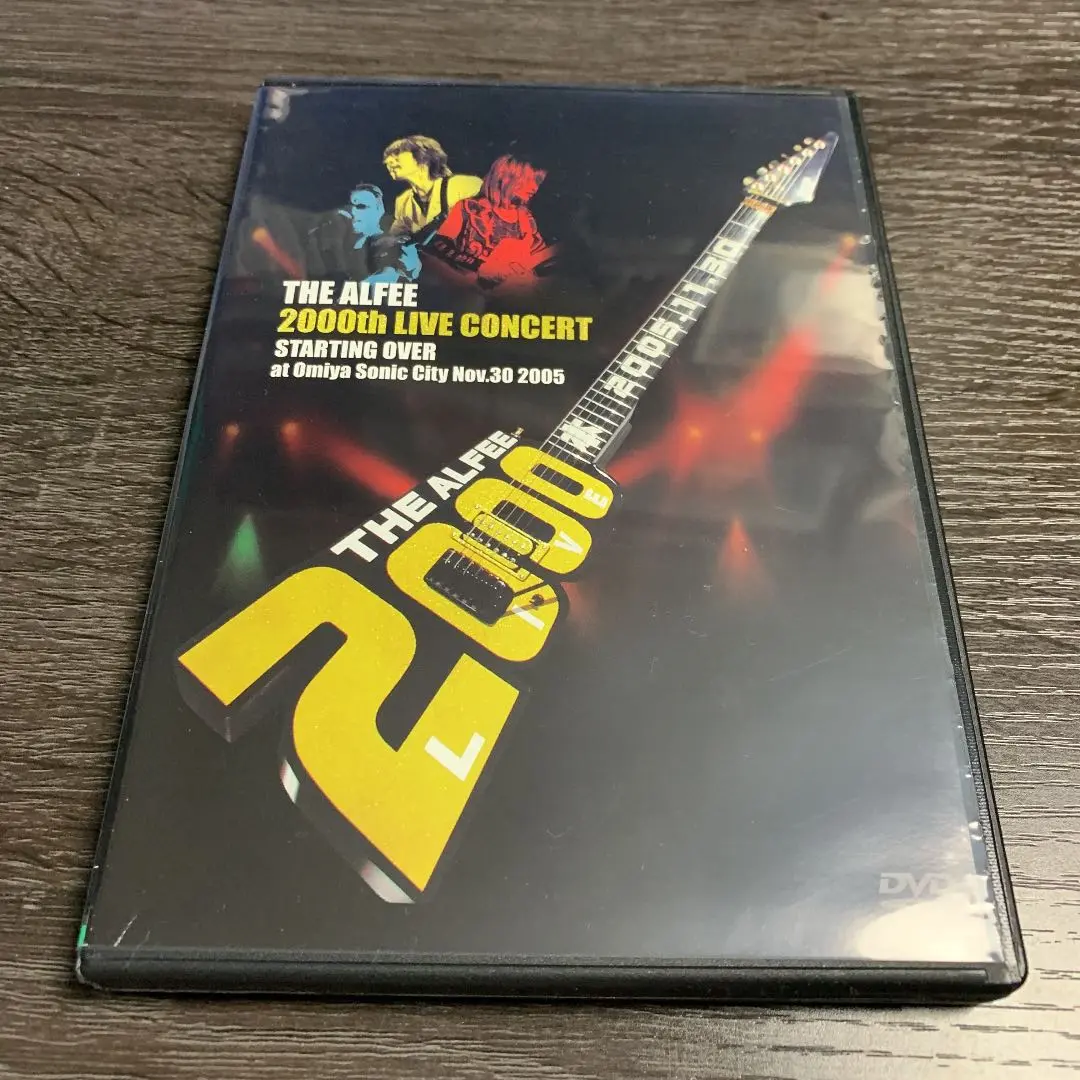 THE ALFEE
2000th LIVE CONCERT
STARTING OVER
at Omiya Sonic City Nov.30 2005
2005.11.30
THE ALFEE
2000
LIVE
DVD